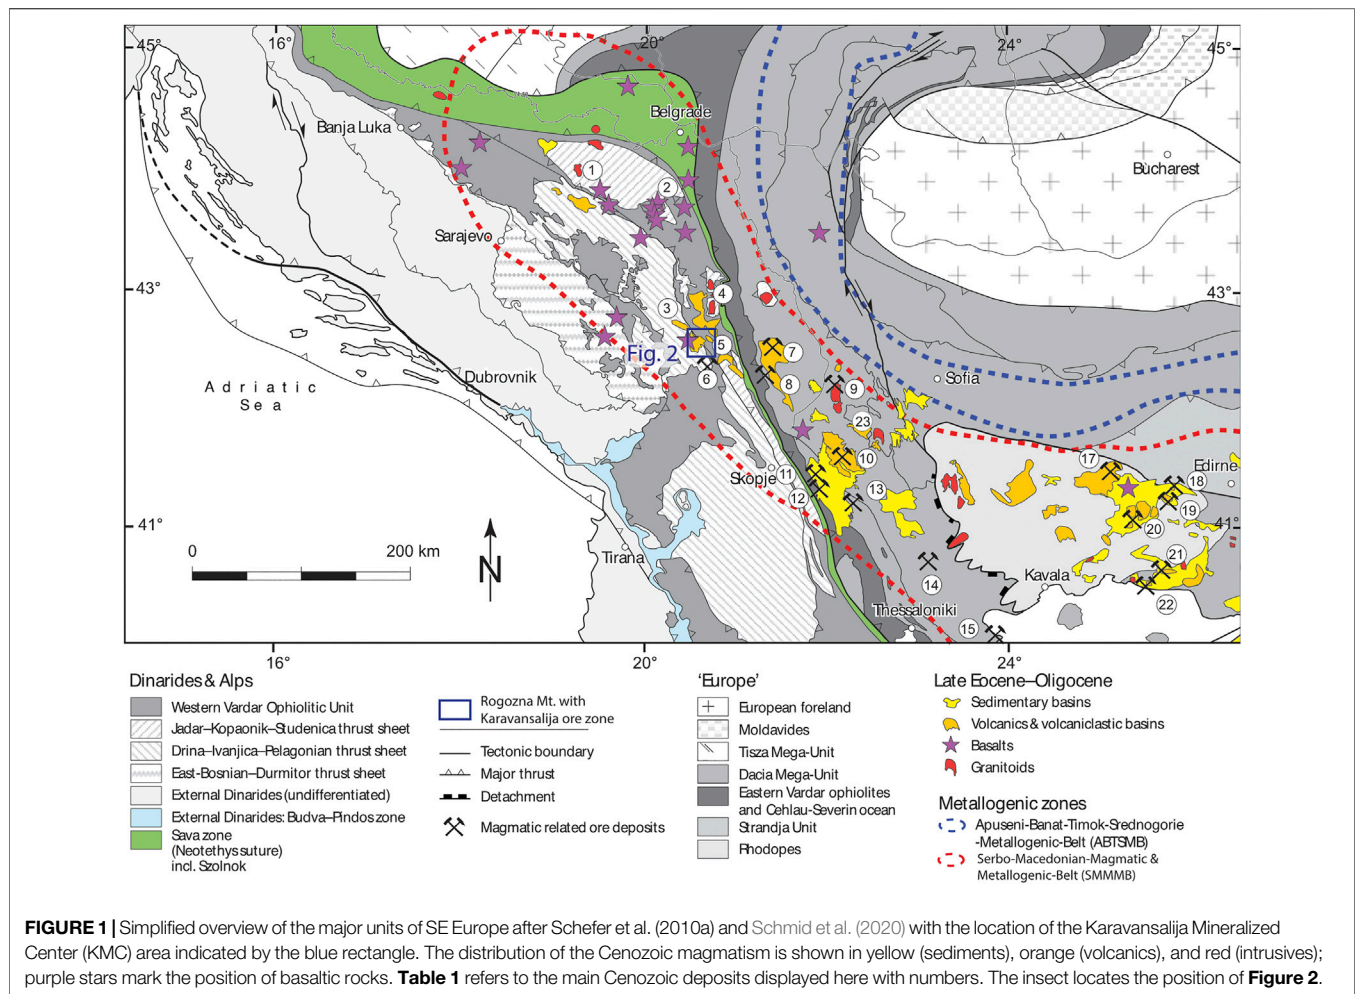 45°
16°
20°
24°
45°
Belgrade
Banja Luka
Bucharest
1
2
Sarajevo
43°
43°
3
4
5
Fig. 2
6
7
8
9
Sofia
Adriatic
Sea
Dubrovnik
23
10
11
Skopje
12
13
17
Edirne
18
19
20
41°
41°
0
200 km
N
Tirana
14
21
Kavala
22
Thessaloniki
15
16°
20°
24°
Dinarides & Alps
Western Vardar Ophiolitic Unit
Jadar–Kopaonik–Studenica thrust sheet
Drina–Ivanjica–Pelagonian thrust sheet
East-Bosnian–Durmitor thrust sheet
External Dinarides (undifferentiated)
External Dinarides: Budva–Pindos zone
Sava zone
(Neotethys suture)
incl. Szolnok
Rogozna Mt. with
Karavansalija ore zone
Tectonic boundary
Major thrust
Detachment
Magmatic related ore deposits
'Europe'
European foreland
Moldavides
Tisza Mega-Unit
Dacia Mega-Unit
Eastern Vardar ophiolites
and Cehlau-Severin ocean
Strandja Unit
Rhodopes
Late Eocene–Oligocene
Sedimentary basins
Volcanics & volcaniclastic basins
Basalts
Granitoids
Metallogenic zones
Apuseni-Banat-Timok-Srednogorie
-Metallogenic-Belt (ABTSMB)
Serbo-Macedonian-Magmatic &
Metallogenic-Belt (SMMMB)
FIGURE 1 | Simplified overview of the major units of SE Europe after Schefer et al. (2010a) and Schmid et al. (2020) with the location of the Karavansalija Mineralized
Center (KMC) area indicated by the blue rectangle. The distribution of the Cenozoic magmatism is shown in yellow (sediments), orange (volcanics), and red (intrusives);
purple stars mark the position of basaltic rocks. Table 1 refers to the main Cenozoic deposits displayed here with numbers. The insect locates the position of Figure 2.